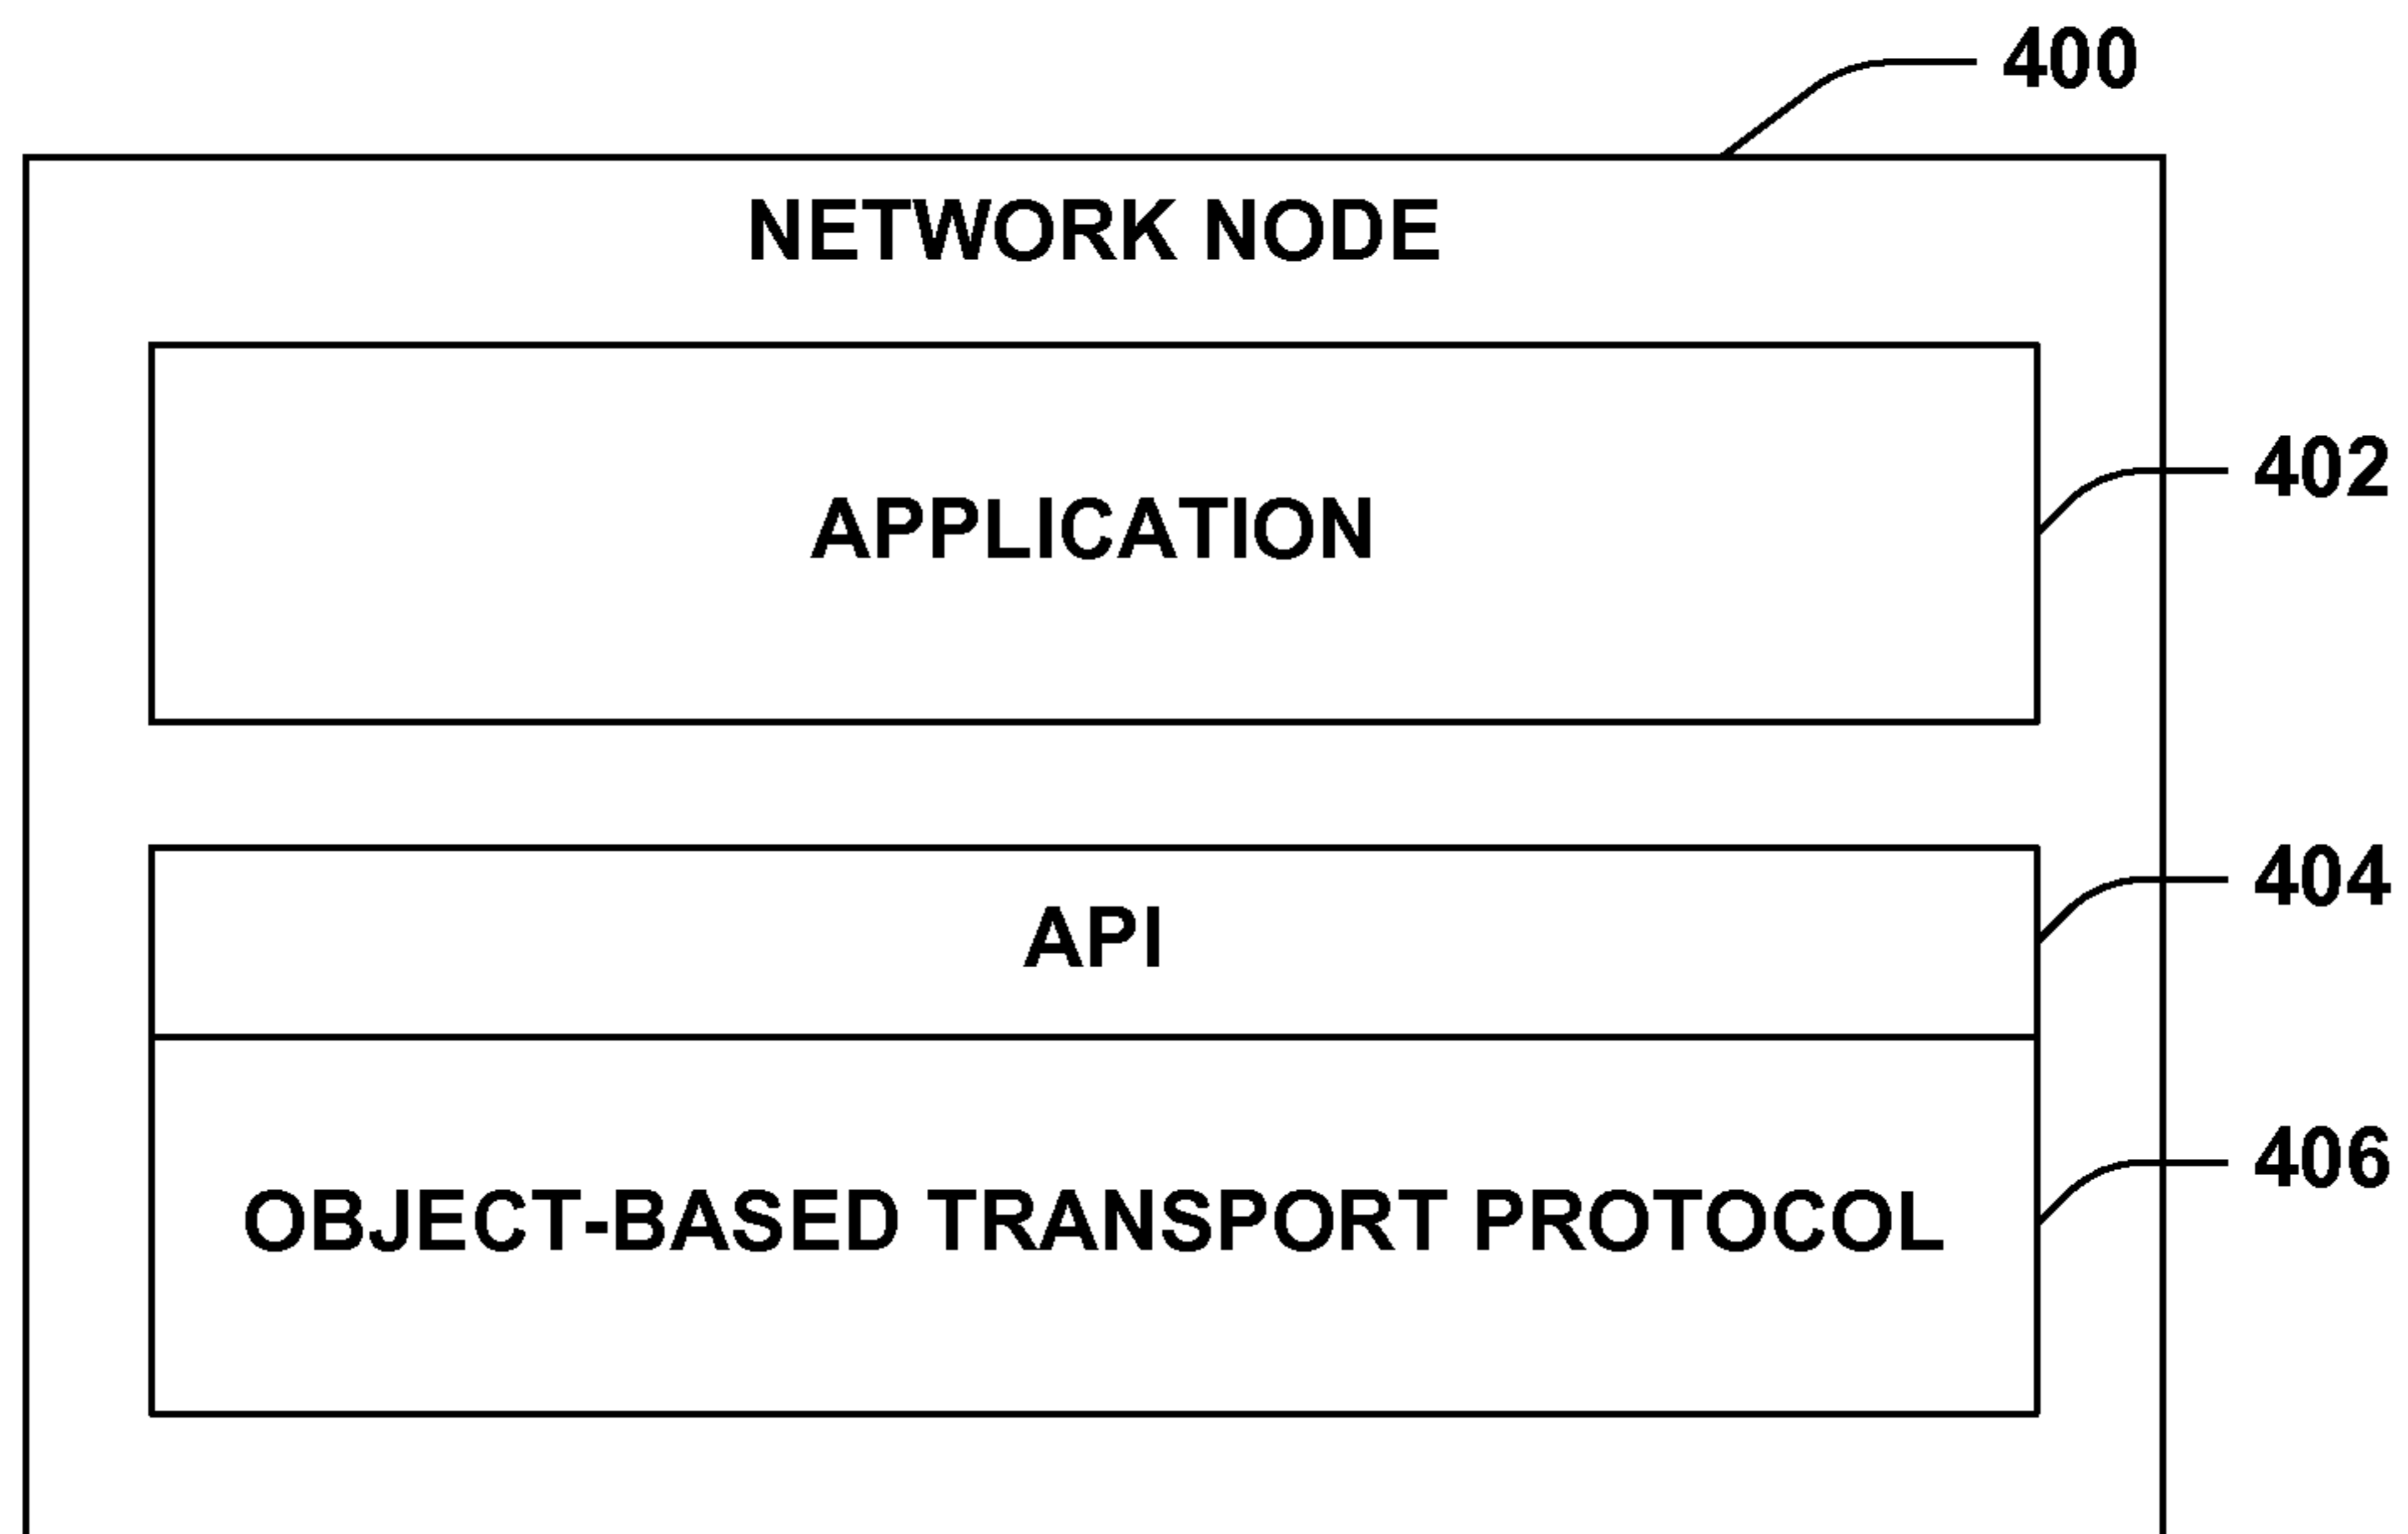 400
NETWORK NODE
402
APPLICATION
404
API
406
OBJECT-BASED TRANSPORT PROTOCOL